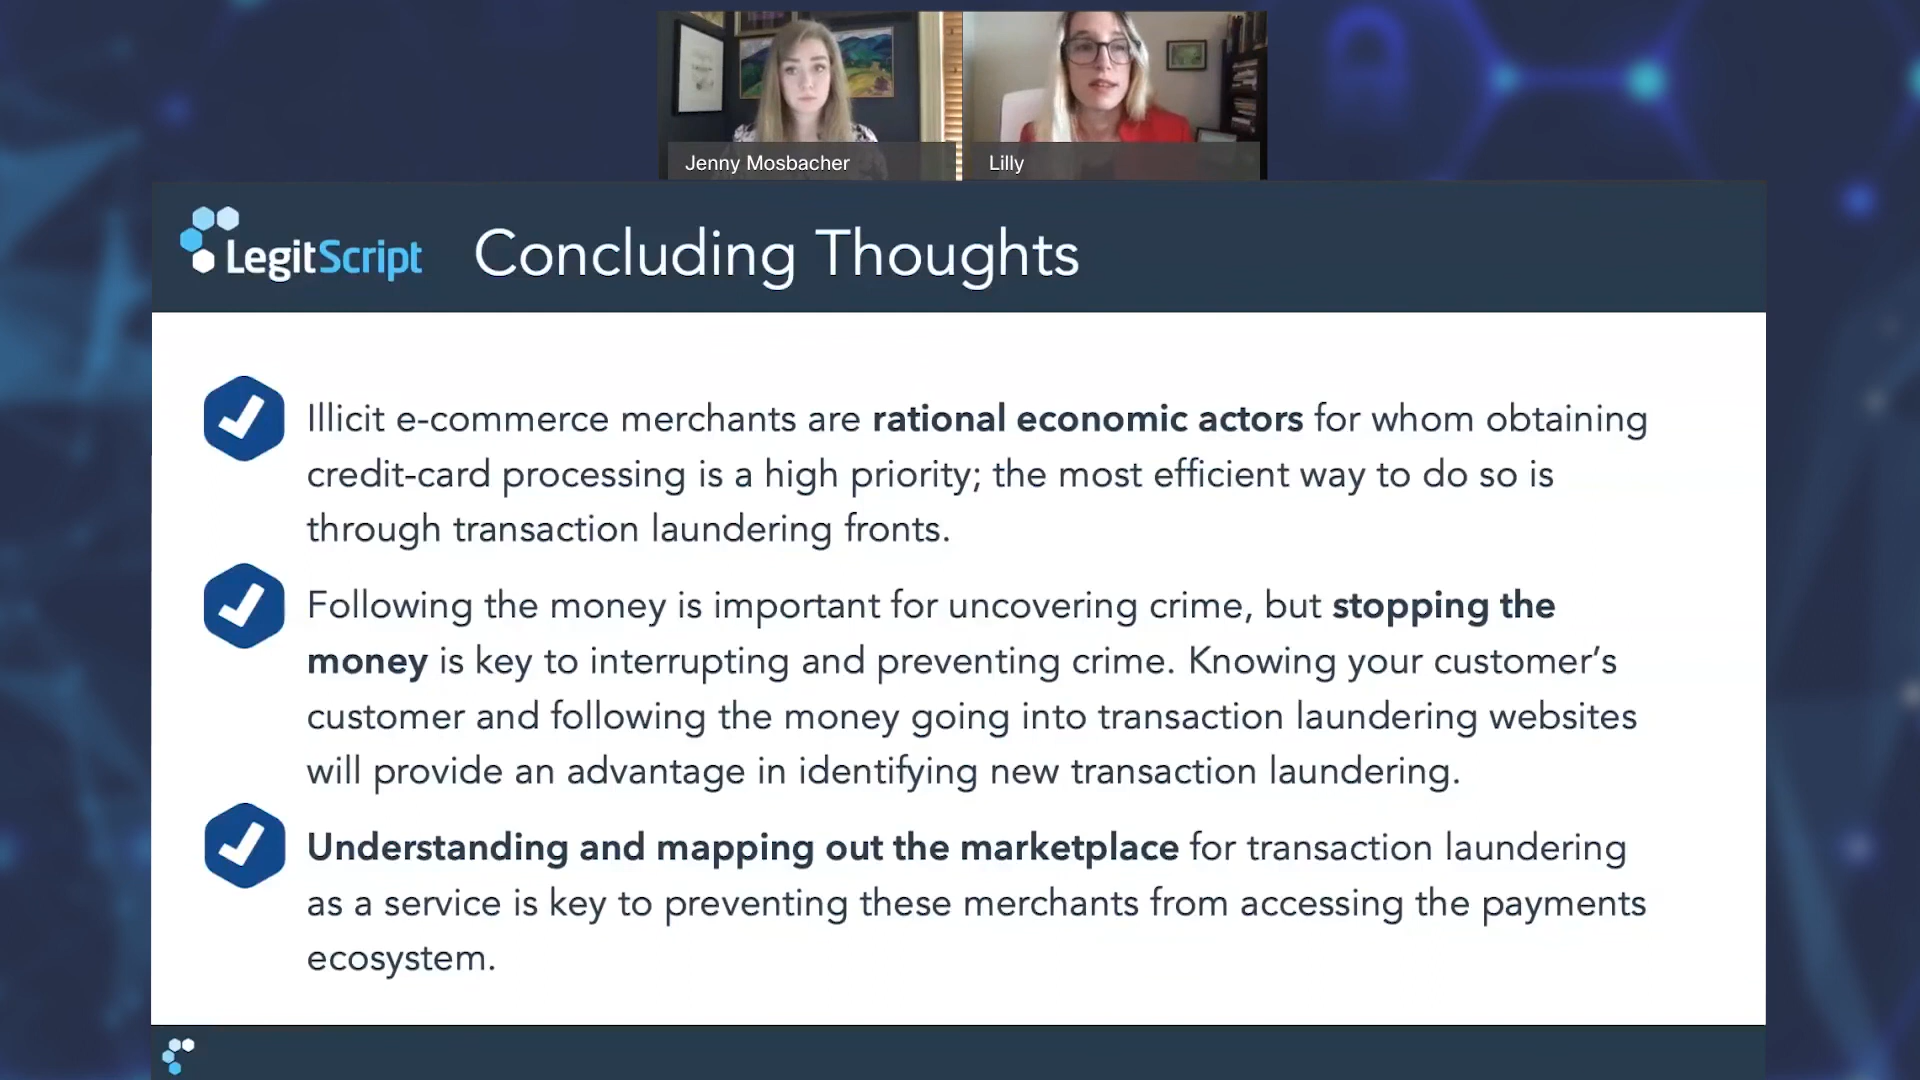 Jenny Mosbacher
Lilly
LegitScript
Concluding Thoughts
Illicit e-commerce merchants are rational economic actors for whom obtaining
credit-card processing is a high priority; the most efficient way to do so is
through transaction laundering fronts.
Following the money is important for uncovering crime, but stopping the
money is key to interrupting and preventing crime. Knowing your customer’s
customer and following the money going into transaction laundering websites
will provide an advantage in identifying new transaction laundering.
Understanding and mapping out the marketplace for transaction laundering
as a service is key to preventing these merchants from accessing the payments
ecosystem.